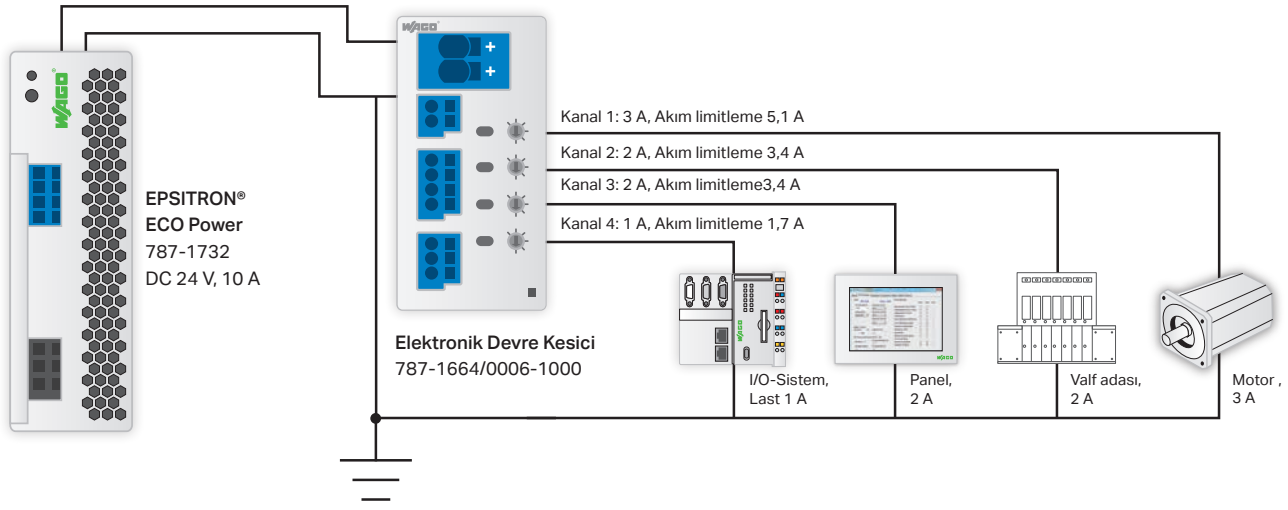 WAGO
WAGO
+
+
Kanal 1: 3 A, Akım limitleme 5,1 A
Kanal 2: 2 A, Akım limitleme 3,4 A
Kanal 3: 2 A, Akım limitleme3,4 A
Kanal 4: 1 A, Akım limitleme 1,7 A
EPSITRON®
ECO Power
787-1732
DC 24 V, 10 A
Elektronik Devre Kesici
787-1664/0006-1000
WAGO
WAGO
I/O-Sistem,
Last 1 A
Panel,
2 A
Valf adası,
2 A
Motor ,
3 A